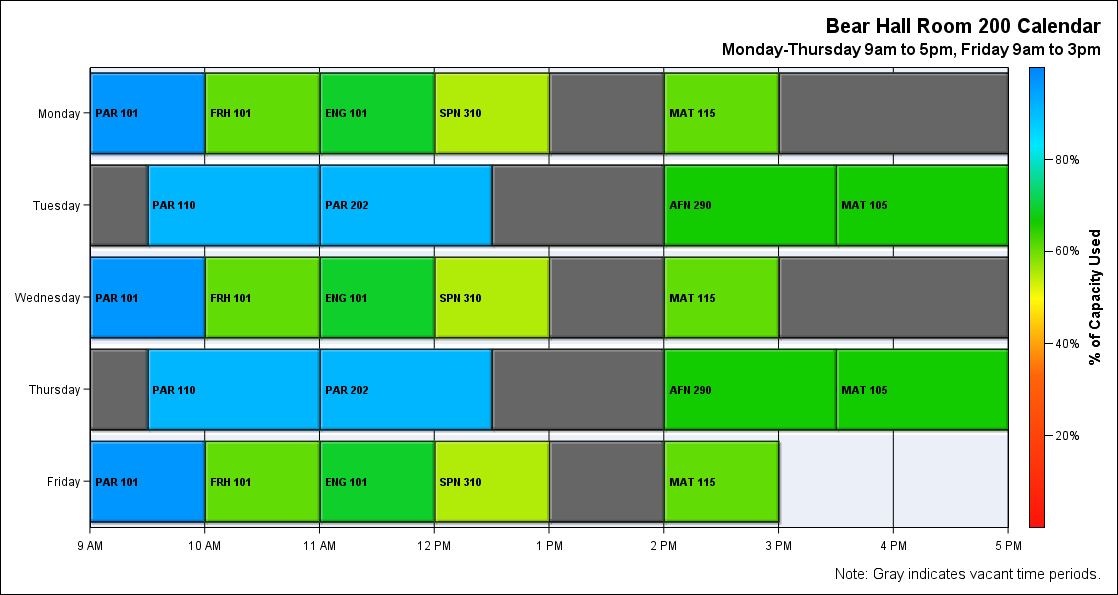 Bear Hall Room 200 Calendar
Monday-Thursday 9am to 5pm, Friday 9am to 3pm
Monday
PAR 101
FRH 101
ENG 101
SPN 310
MAT 115
Tuesday
PAR 110
PAR 202
AFN 290
MAT 105
Wednesday
PAR 101
FRH 101
ENG 101
SPN 310
MAT 115
Thursday
PAR 110
PAR 202
AFN 290
MAT 105
Friday
PAR 101
FRH 101
ENG 101
SPN 310
MAT 115
9 AM
10 AM
11 AM
12 PM
1 PM
2 PM
3 PM
4 PM
5 PM
80%
60%
40%
20%
% of Capacity Used
Note: Gray indicates vacant time periods.